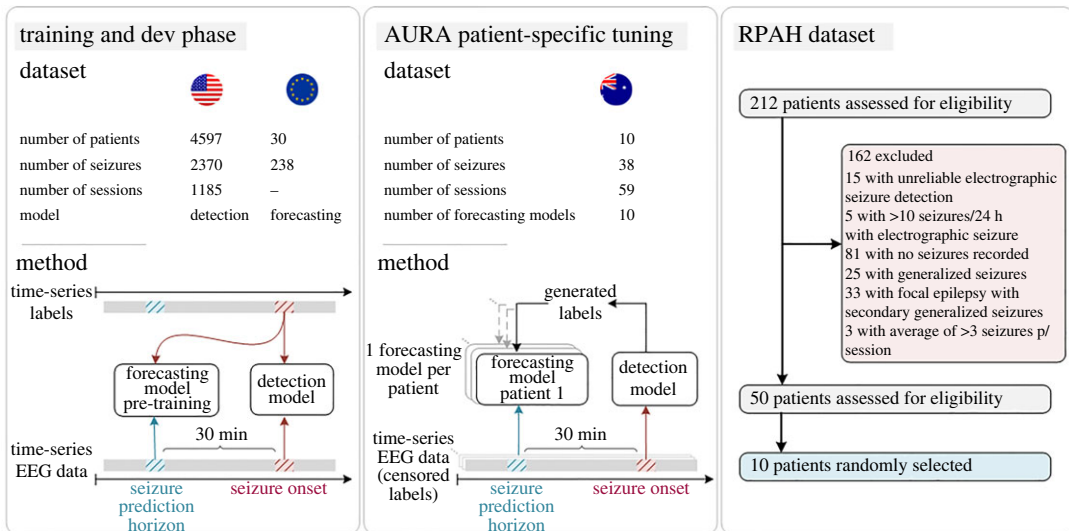 training and dev phase
dataset
number of patients 4597 30
number of seizures 2370 238
number of sessions 1185 –
model detection forecasting
method
time-series
labels
forecasting
model
pre-training
detection
model
30 min
time-series
EEG data
seizure
prediction
horizon
seizure onset
AURA patient-specific tuning
dataset
number of patients 10
number of seizures 38
number of sessions 59
number of forecasting models 10
method
generated
labels
1 forecasting
model per
patient
forecasting
model
patient 1
detection
model
30 min
time-series
EEG data
(censored
labels)
seizure
prediction
horizon
seizure onset
RPAH dataset
212 patients assessed for eligibility
162 excluded
15 with unreliable electrographic
seizure detection
5 with >10 seizures/24 h
with electrographic seizure
81 with no seizures recorded
25 with generalized seizures
33 with focal epilepsy with
secondary generalized seizures
3 with average of >3 seizures p/
session
50 patients assessed for eligibility
10 patients randomly selected